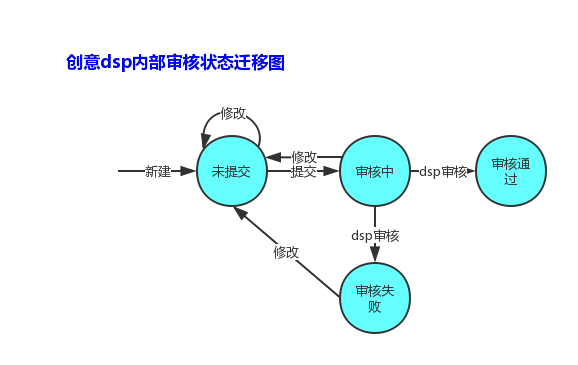 创意dsp内部审核状态迁移图
修改
新建
未提交
修改
提交
审核中
dsp审核
审核通
过
dsp审核
修改
审核失
败